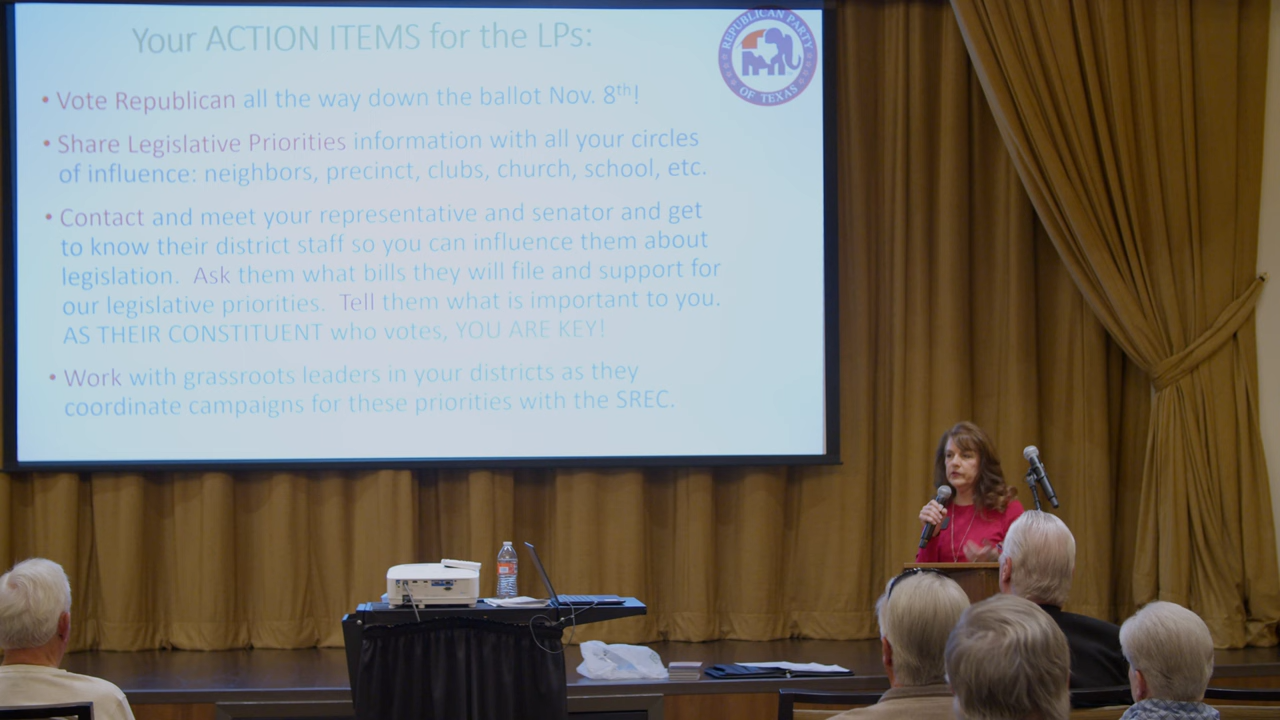 Your ACTION ITEMS for the LPs:
REPUBLICAN PARTY
OF TEXAS
• Vote Republican all the way down the ballot Nov. 8th!
• Share Legislative Priorities information with all your circles
of influence: neighbors, precinct, clubs, church, school, etc.
• Contact and meet your representative and senator and get
to know their district staff so you can influence them about
legislation. Ask them what bills they will file and support for
our legislative priorities. Tell them what is important to you.
AS THEIR CONSTITUENT who votes, YOU ARE KEY!
• Work with grassroots leaders in your districts as they
coordinate campaigns for these priorities with the SREC.